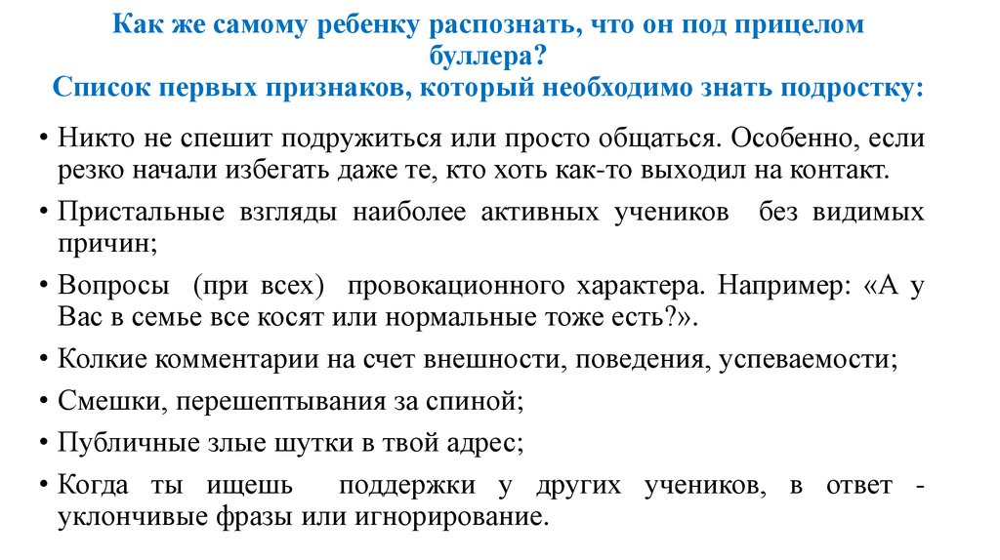 Как же самому ребенку распознать, что он под прицелом
буллера?
Список первых признаков, который необходимо знать подростку:
• Никто не спешит подружиться или просто общаться. Особенно, если
резко начали избегать даже те, кто хоть как-то выходил на контакт.
• Пристальные взгляды наиболее активных учеников без видимых
причин;
• Вопросы (при всех) провокационного характера. Например: «А у
Вас в семье все косят или нормальные тоже есть?».
• Колкие комментарии на счет внешности, поведения, успеваемости;
• Смешки, перешептывания за спиной;
• Публичные злые шутки в твой адрес;
• Когда ты ищешь поддержки у других учеников, в ответ -
уклончивые фразы или игнорирование.